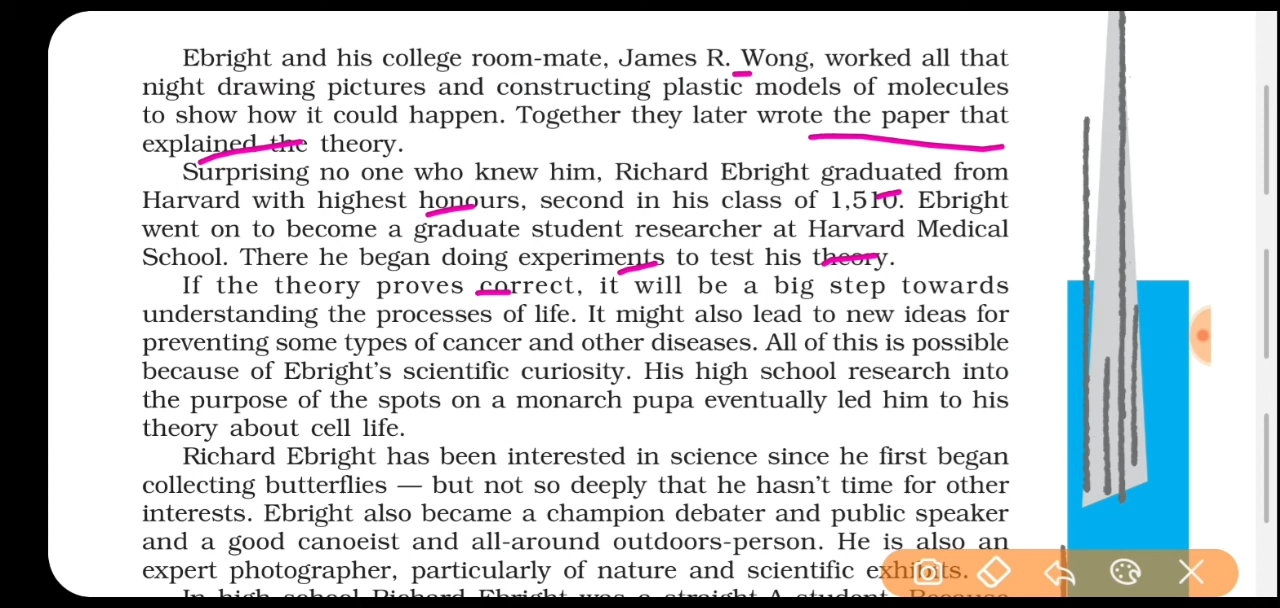 Ebright and his college room-mate, James R. Wong, worked all that
night drawing pictures and constructing plastic models of molecules
to show how it could happen. Together they later wrote the paper that
explained the theory.
Surprising no one who knew him, Richard Ebright graduated from
Harvard with highest honours, second in his class of 1,510. Ebright
went on to become a graduate student researcher at Harvard Medical
School. There he began doing experiments to test his theory.
If the theory proves correct, it will be a big step towards
understanding the processes of life. It might also lead to new ideas for
preventing some types of cancer and other diseases. All of this is possible
because of Ebright's scientific curiosity. His high school research into
the purpose of the spots on a monarch pupa eventually led him to his
theory about cell life.
Richard Ebright has been interested in science since he first began
collecting butterflies — but not so deeply that he hasn't time for other
interests. Ebright also became a champion debater and public speaker
and a good canoeist and all-around outdoors-person. He is also an
expert photographer, particularly of nature and scientific exhibits.
In high school Richard Ebright was a straight-A student. Because